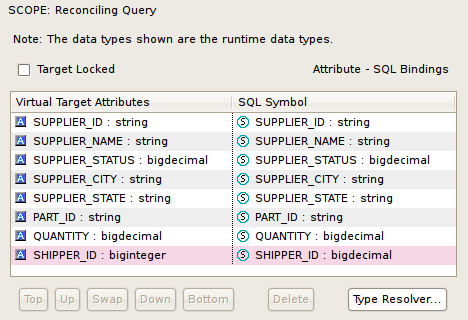 SCOPE: Reconciling Query
Note: The data types shown are the runtime data types.
Target Locked Attribute - SQL Bindings
Virtual Target Attributes SQL Symbol
A SUPPLIER_ID : string S SUPPLIER_ID : string
A SUPPLIER_NAME : string S SUPPLIER_NAME : string
A SUPPLIER_STATUS : bigdecimal S SUPPLIER_STATUS : bigdecimal
A SUPPLIER_CITY : string S SUPPLIER_CITY : string
A SUPPLIER_STATE : string S SUPPLIER_STATE : string
A PART_ID : string S PART_ID : string
A QUANTITY : bigdecimal S QUANTITY : bigdecimal
A SHIPPER_ID : biginteger S SHIPPER_ID : bigdecimal
Top Up Swap Down Bottom Delete Type Resolver...